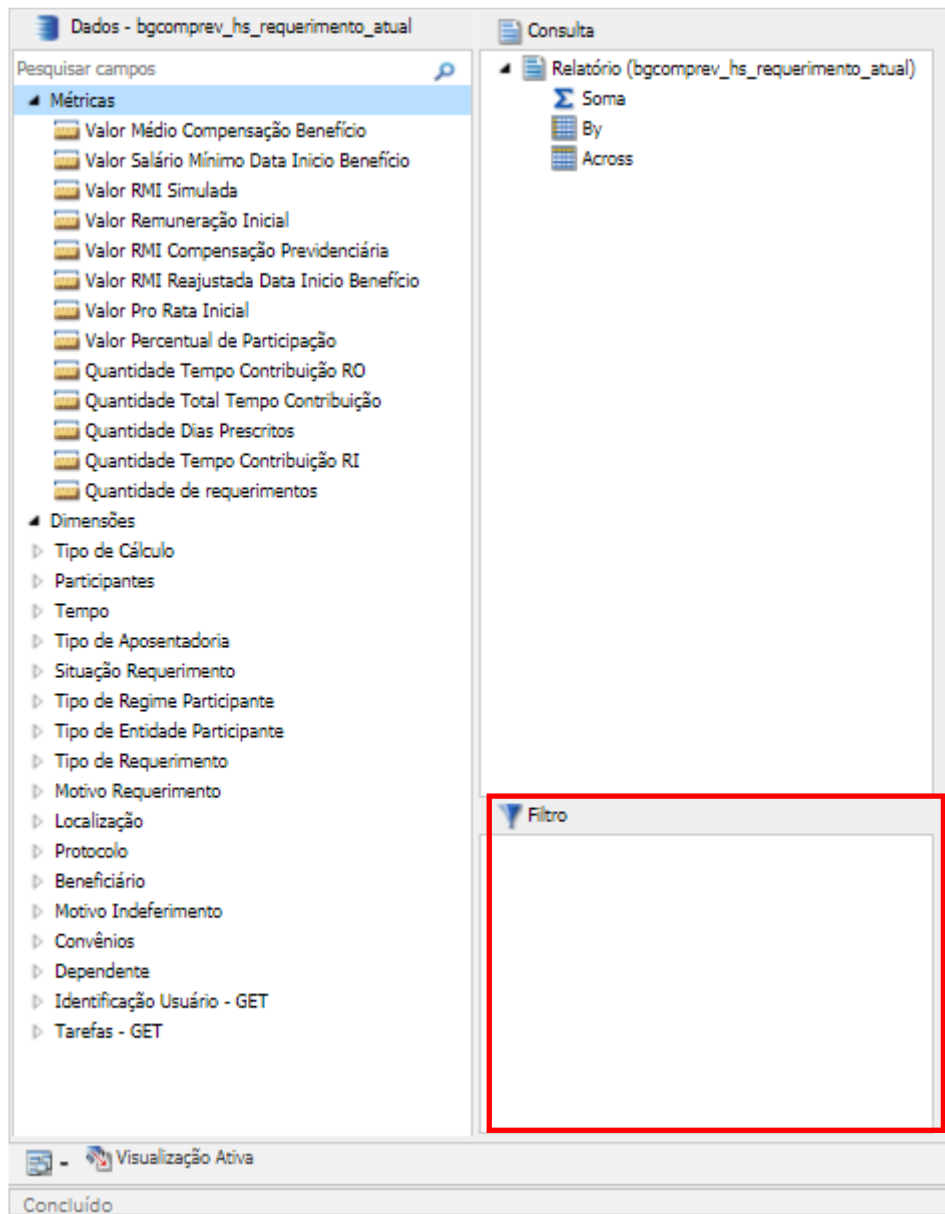 Dados - bgcomprev_hs_requerimento_atual
Pesquisar campos
Métricas
Valor Médio Compensação Benefício
Valor Salário Mínimo Data Inicio Benefício
Valor RMI Simulada
Valor Remuneração Inicial
Valor RMI Compensação Previdenciária
Valor RMI Reajustada Data Inicio Benefício
Valor Pro Rata Inicial
Valor Percentual de Participação
Quantidade Tempo Contribuição RO
Quantidade Total Tempo Contribuição
Quantidade Dias Prescritos
Quantidade Tempo Contribuição RI
Quantidade de requerimentos
Dimensões
Tipo de Cálculo
Participantes
Tempo
Tipo de Aposentadoria
Situação Requerimento
Tipo de Regime Participante
Tipo de Entidade Participante
Tipo de Requerimento
Motivo Requerimento
Localização
Protocolo
Beneficiário
Motivo Indeferimento
Convênios
Dependente
Identificação Usuário - GET
Tarefas - GET
Consulta
Relatório (bgcomprev_hs_requerimento_atual)
Soma
By
Across
Filtro
Visualização Ativa
Concluído